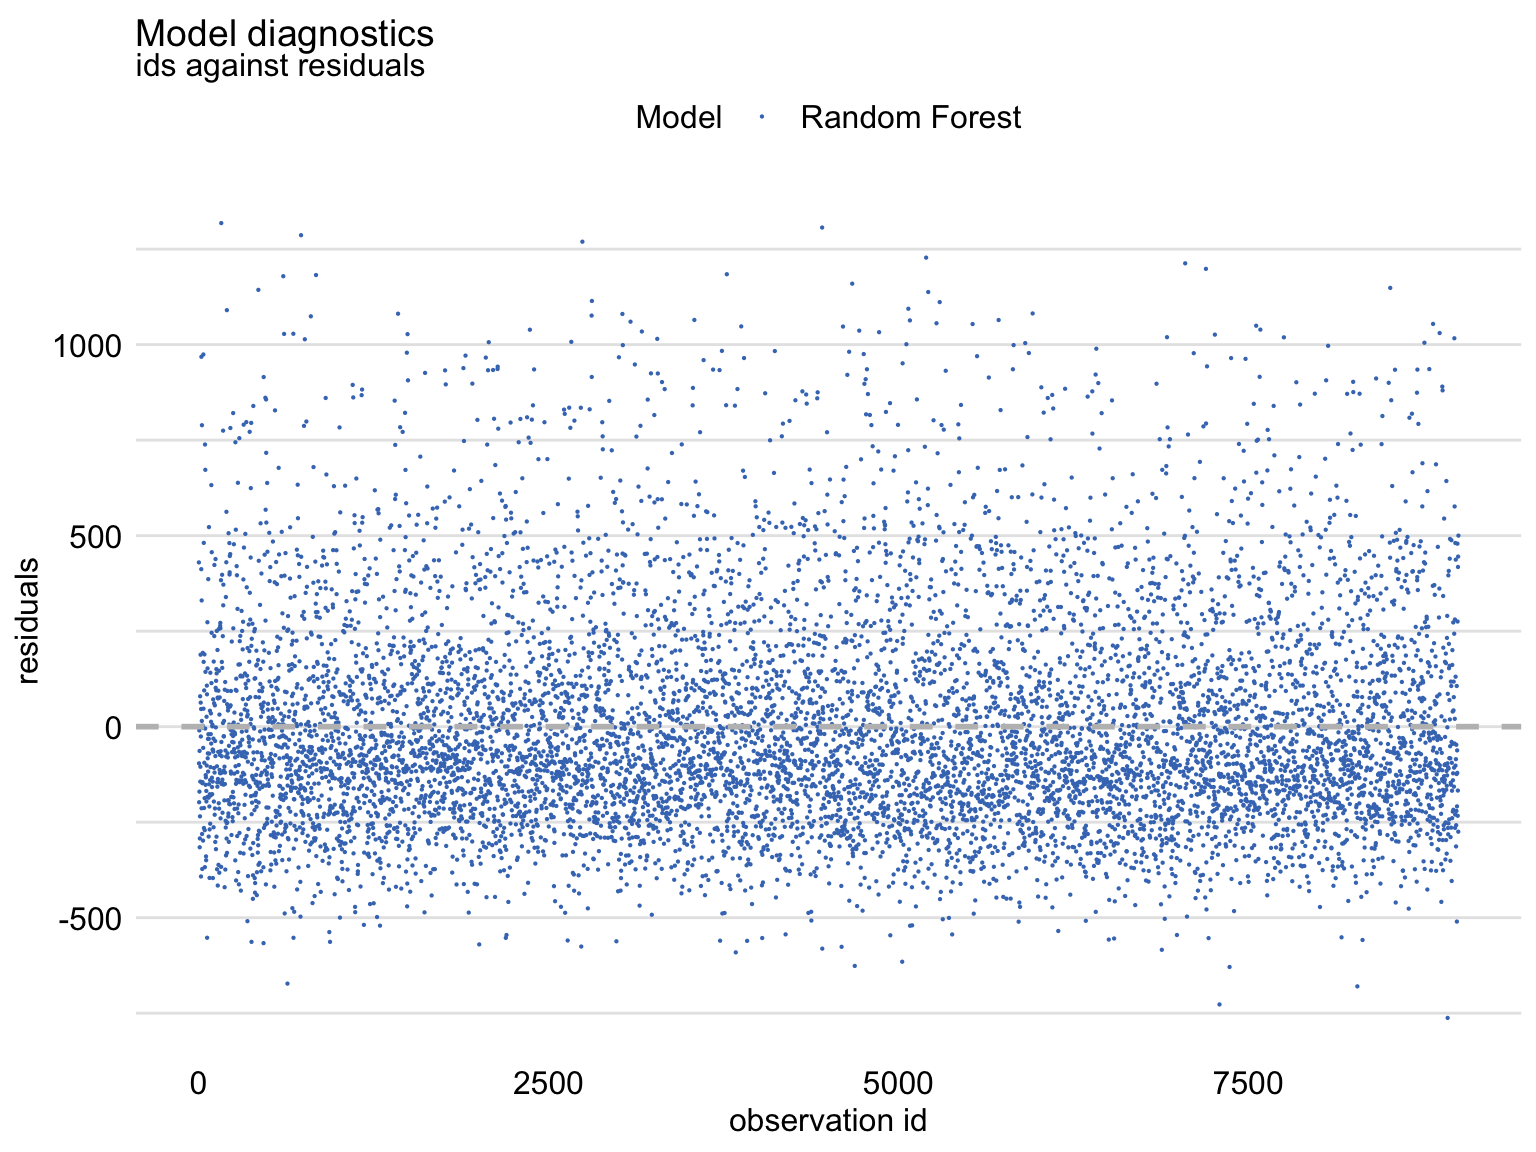 Model diagnostics
ids against residuals
Model Random Forest
residuals
1000
500
0
-500
0 2500 5000 7500
observation id